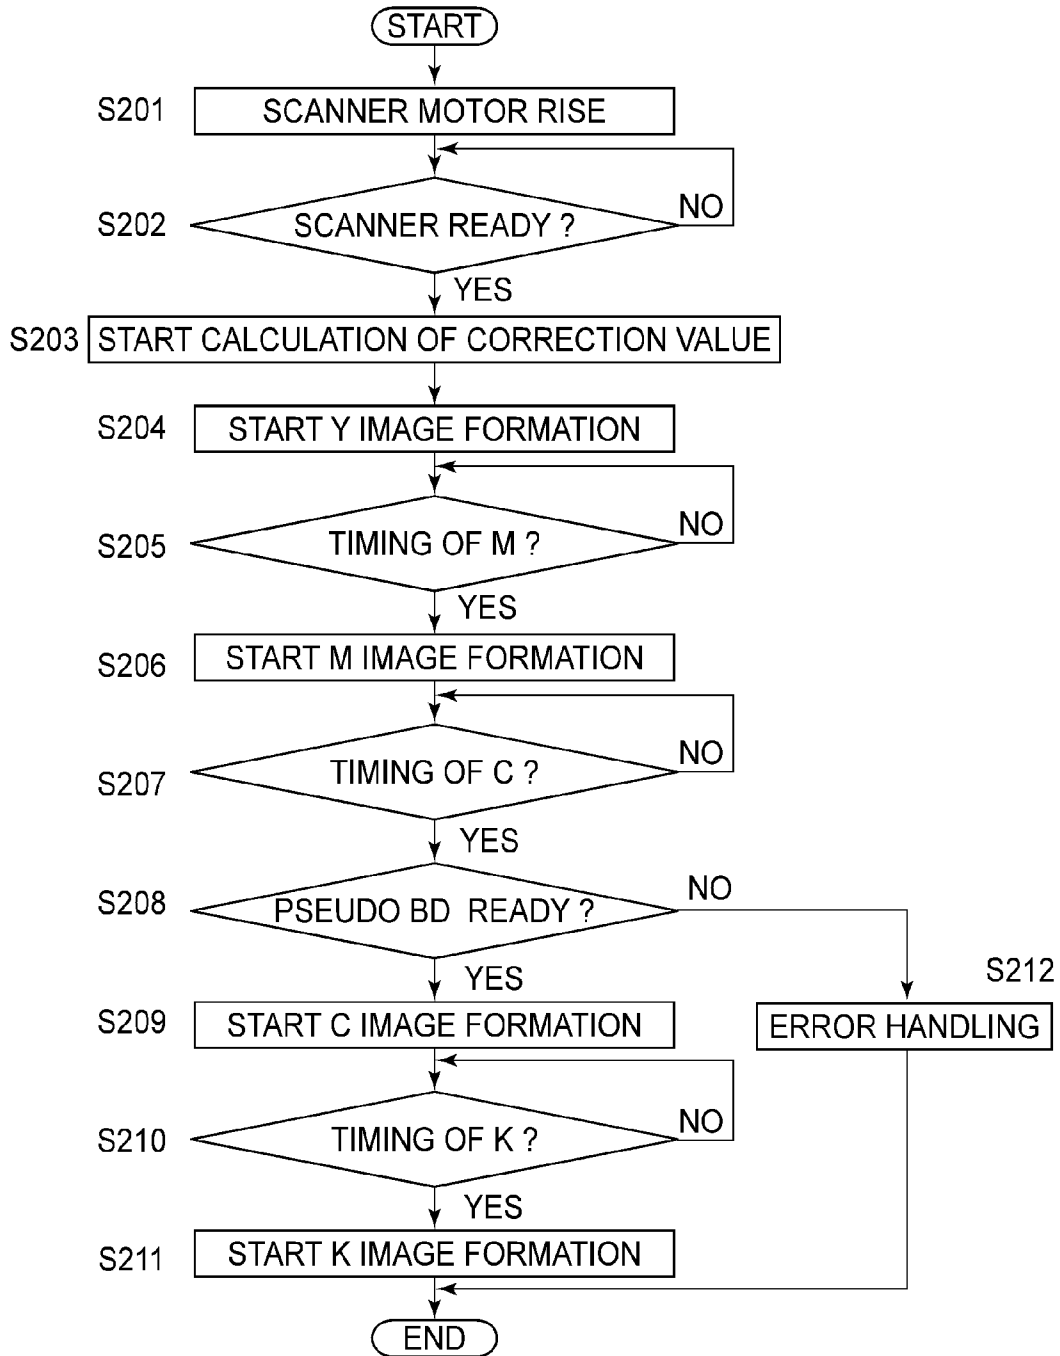 START
S201
SCANNER MOTOR RISE
S202
SCANNER READY ?
NO
YES
S203
START CALCULATION OF CORRECTION VALUE
S204
START Y IMAGE FORMATION
S205
TIMING OF M ?
NO
YES
S206
START M IMAGE FORMATION
S207
TIMING OF C ?
NO
YES
S208
PSEUDO BD READY ?
NO
YES
S212
ERROR HANDLING
S209
START C IMAGE FORMATION
S210
TIMING OF K ?
NO
YES
S211
START K IMAGE FORMATION
END